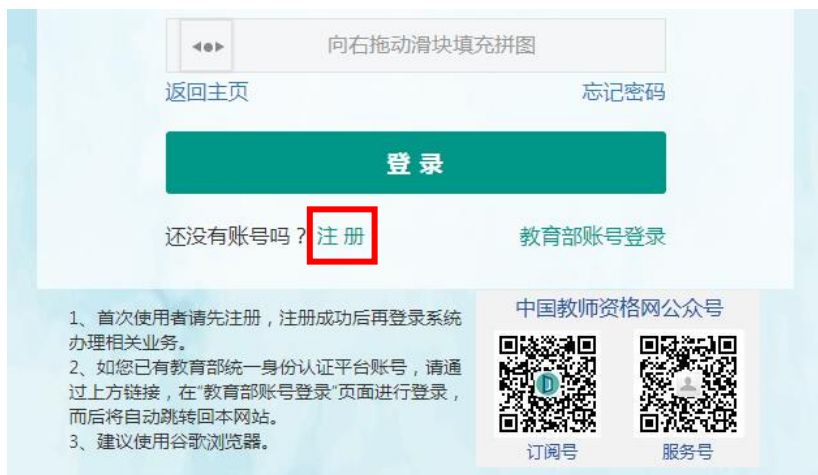 向右拖动滑块填充拼图
返回主页
忘记密码
登 录
还没有账号吗？注 册
教育部账号登录
1、首次使用者请先注册，注册成功后再登录系统
办理相关业务。
2、如您已有教育部统一身份认证平台账号，请通
过上方链接，在“教育部账号登录”页面进行登录，
而后将自动跳转回本网站。
3、建议使用谷歌浏览器。
中国教师资格网公众号
订阅号
服务号